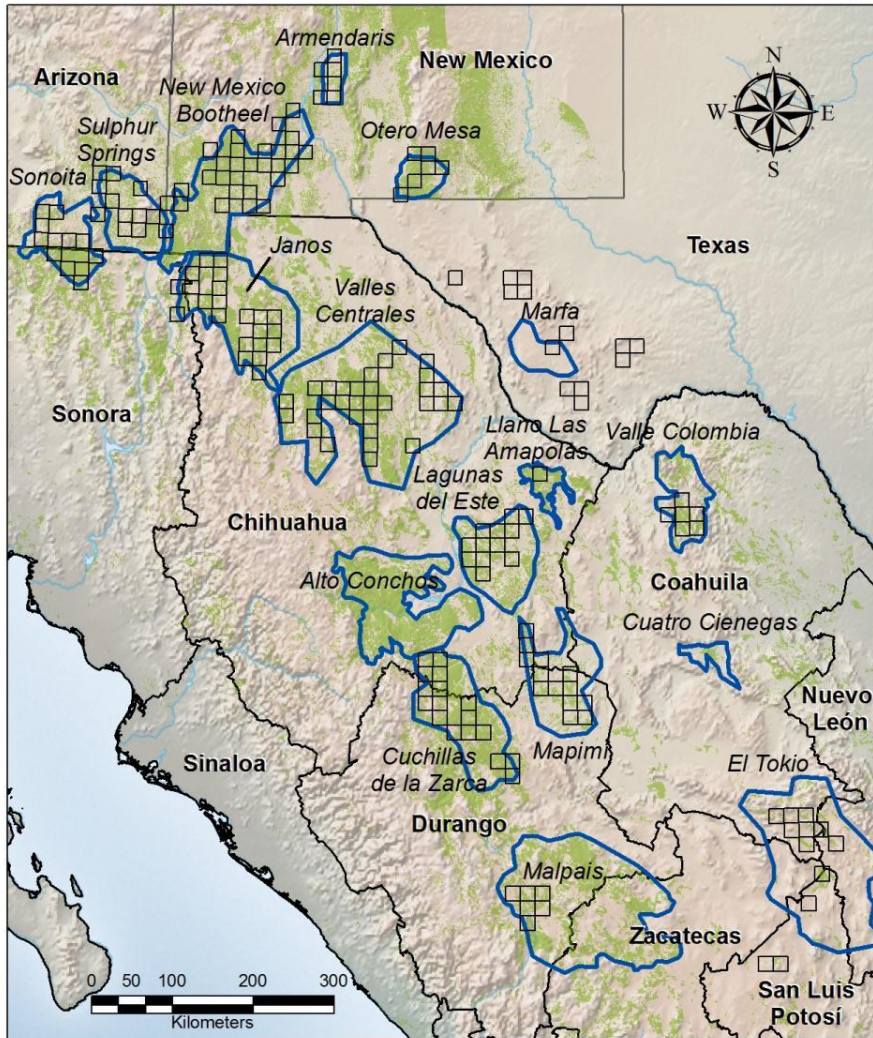 Armendaris
New Mexico
Arizona
New Mexico
Bootheel
N
W
E
S
Sulphur
Springs
Otero Mesa
Sonoita
Texas
Janos
Valles
Centrales
Marfa
Sonora
Llano Las
Amapolas
Valle Colombia
Lagunas
del Este
Chihuahua
Alto Conchos
Coahuila
Cuatro Cienegas
Nuevo
León
Sinaloa
Cuchillas
de la Zarca
Mapimi
El Tokio
Durango
Malpais
Zacatecas
San Luis
Potosí
0 50 100 200 300
Kilometers